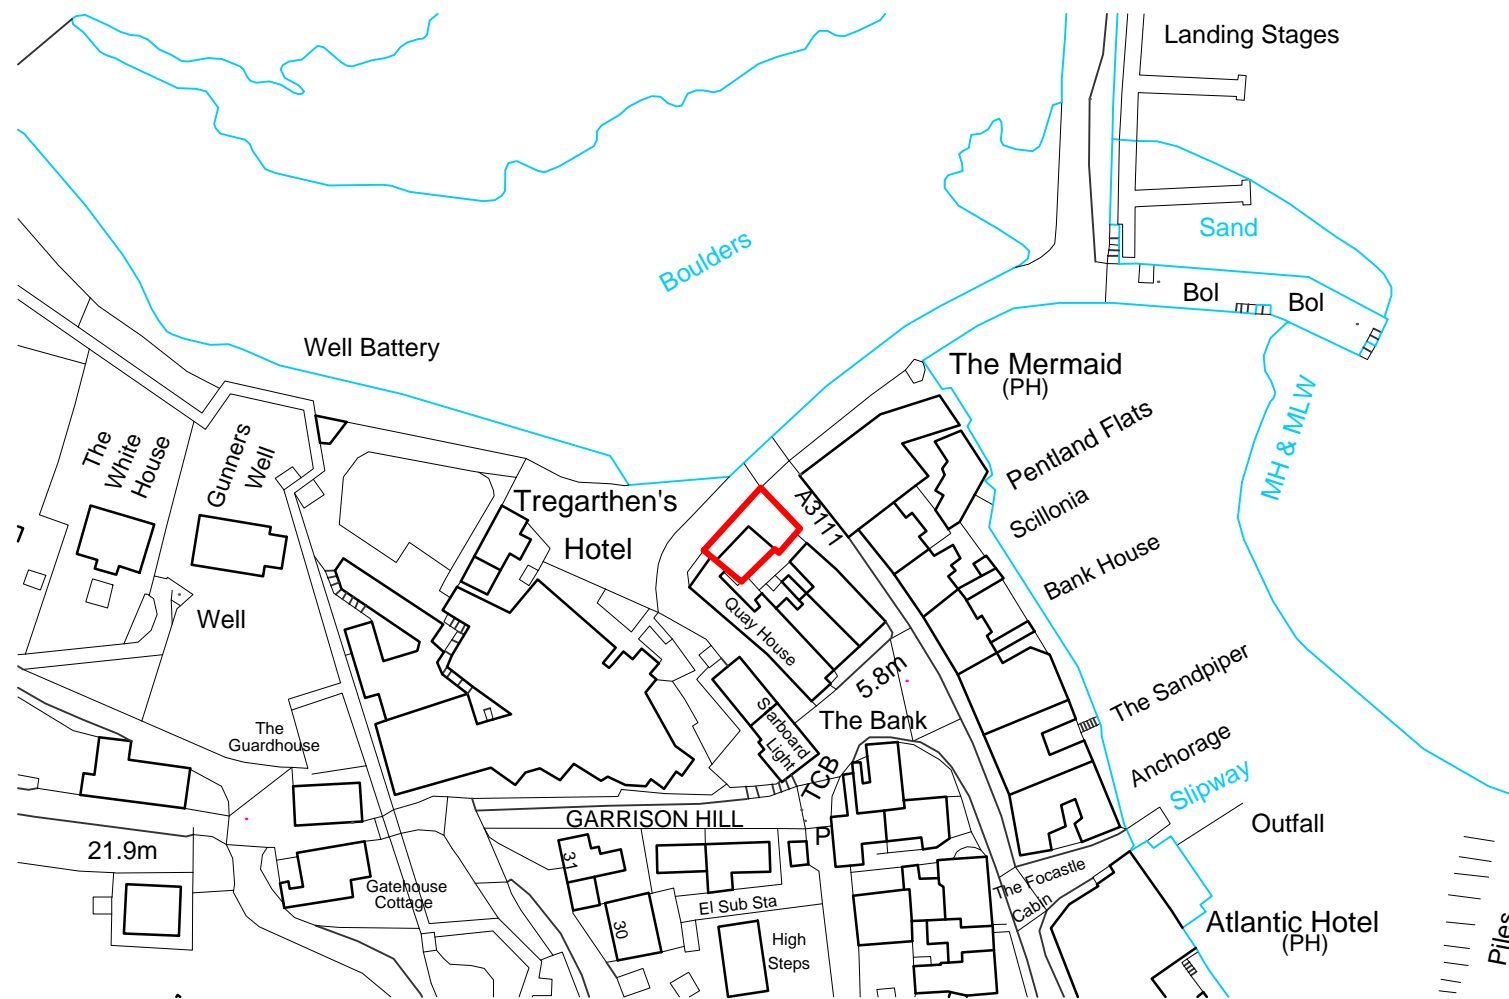 Landing Stages
Sand
Boulders
Bol
Bol
Well Battery
The Mermaid
(PH)
MH & MLW
Pentland Flats
The
White
House
Gunners
Well
Tregarthen's
Hotel
A3111
Scillonia
Bank House
Well
Quay House
5.8m
The Sandpiper
The Bank
Starboard
Light
The
Guardhouse
Anchorage
TCB
Slipway
GARRISON HILL
P
Outfall
21.9m
31
Gatehouse
Cottage
The Focastle
Cabin
El Sub Sta
30
High
Steps
Atlantic Hotel
(PH)
Piles